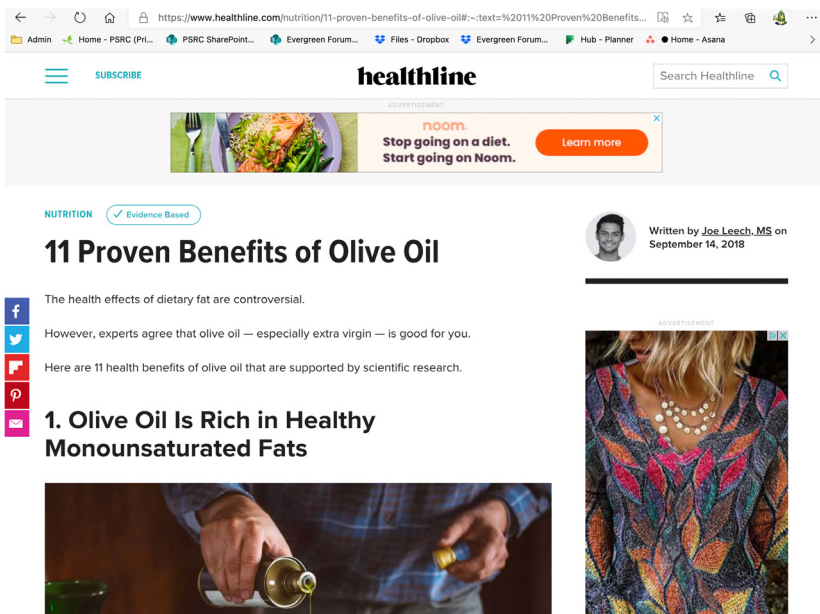 https://www.healthline.com/nutrition/11-proven-benefits-of-olive-oil#:~:text=%2011%20Proven%20Benefits...
Admin Home - PSRC (Pri... PSRC SharePoint... Evergreen Forum... Files - Dropbox Evergreen Forum... Hub - Planner Home - Asana
SUBSCRIBE
healthline
Search Healthline
ADVERTISEMENT
noom.
Stop going on a diet.
Start going on Noom.
Learn more
NUTRITION
Evidence Based
11 Proven Benefits of Olive Oil
Written by Joe Leech, MS on
September 14, 2018
The health effects of dietary fat are controversial.
However, experts agree that olive oil — especially extra virgin — is good for you.
Here are 11 health benefits of olive oil that are supported by scientific research.
ADVERTISEMENT
1. Olive Oil Is Rich in Healthy
Monounsaturated Fats